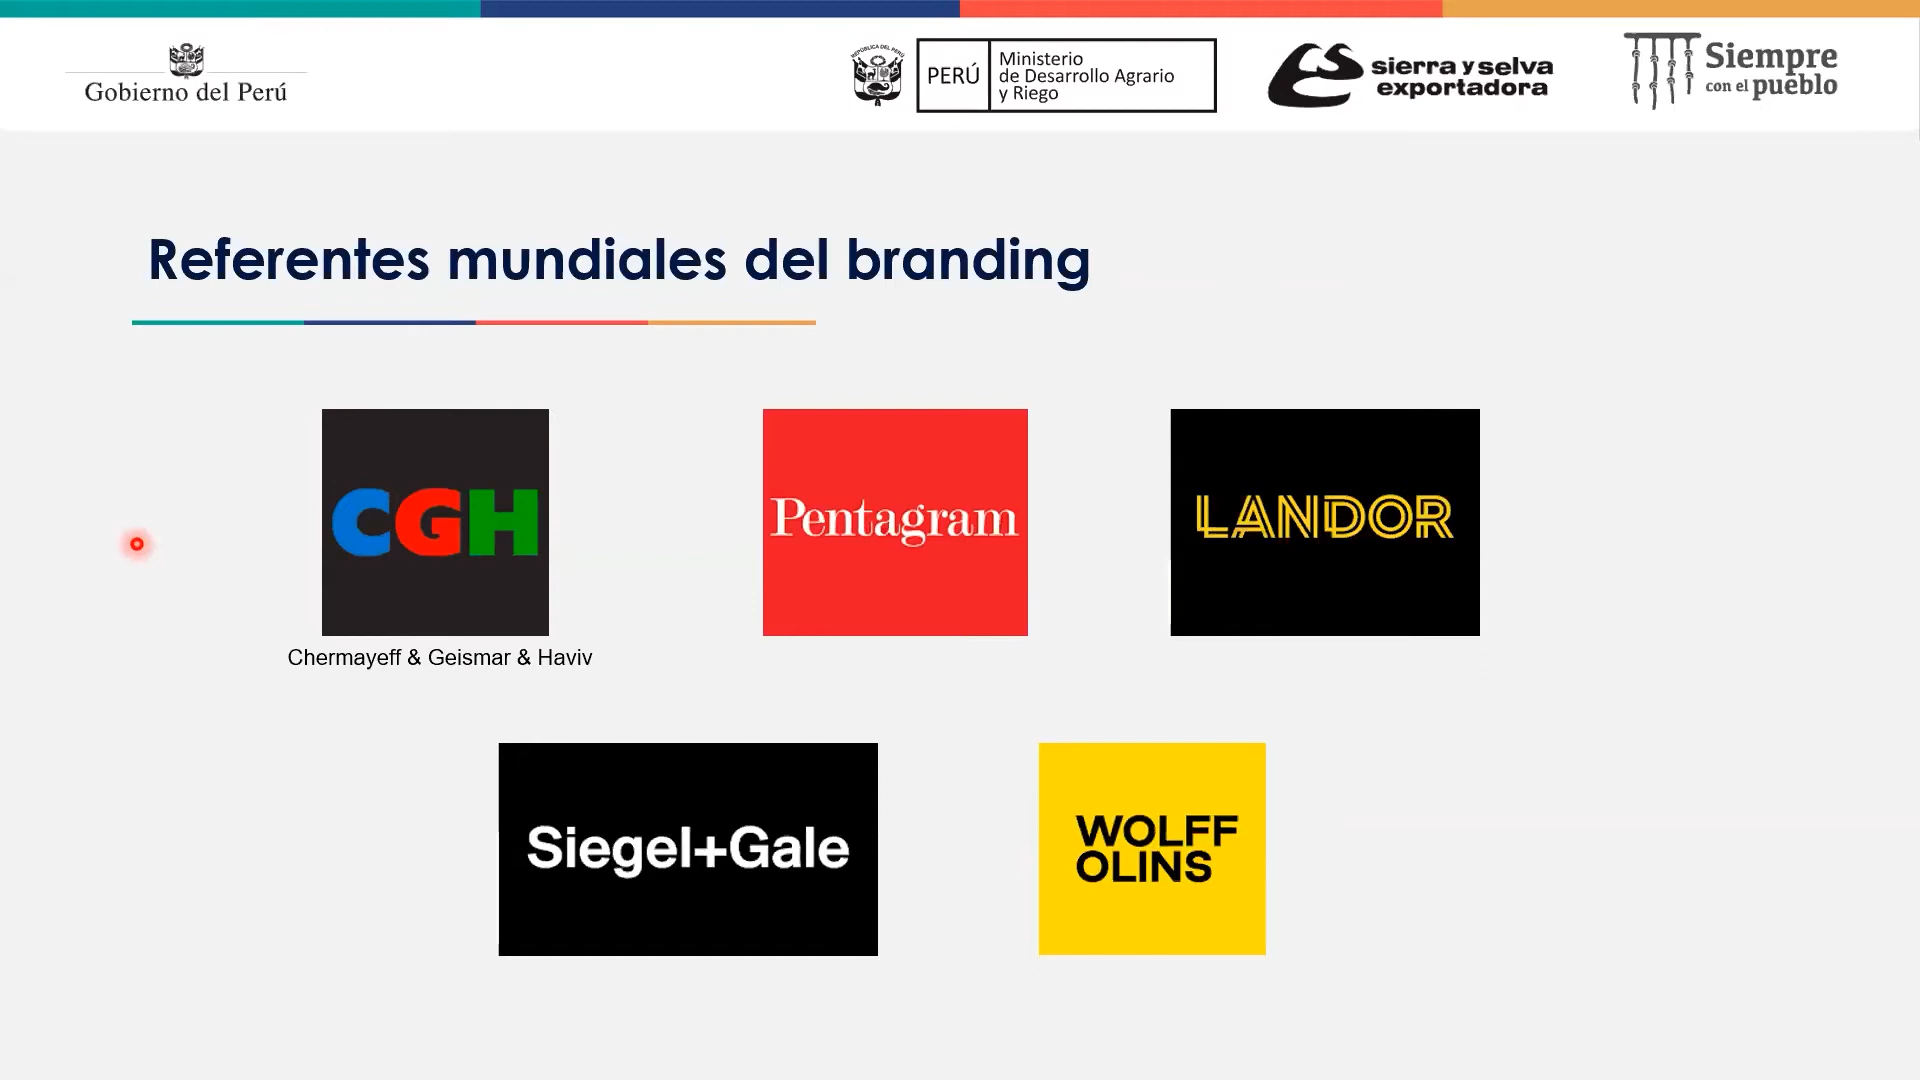 Gobierno del Perú
REPÚBLICA DEL PERÚ
PERÚ
Ministerio
de Desarrollo Agrario
y Riego
sierra y selva
exportadora
Siempre
con el pueblo
Referentes mundiales del branding
CGH
Pentagram
LANDOR
Chermayeff & Geismar & Haviv
Siegel+Gale
WOLFF
OLINS